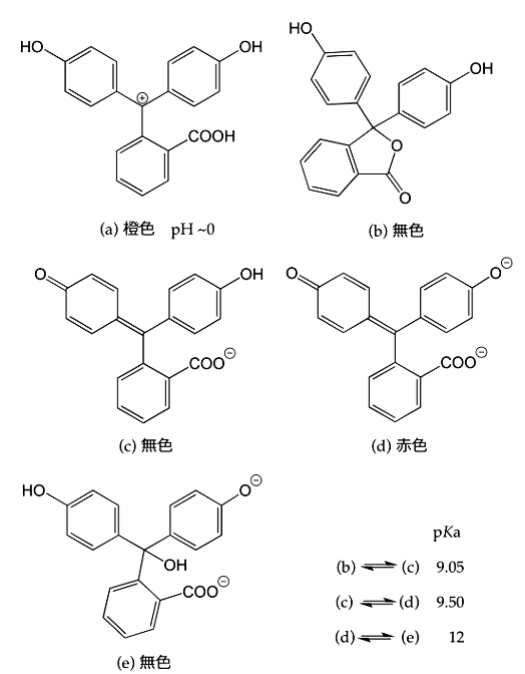 HO
OH
⊕
COOH
(a) 橙色 pH ~0
HO
OH
O
O
(b) 無色
O
OH
COO⊖
(c) 無色
O
O⊖
COO⊖
(d) 赤色
HO
O⊖
OH
COO⊖
(e) 無色
pKa
(b) ⇌ (c) 9.05
(c) ⇌ (d) 9.50
(d) ⇌ (e) 12